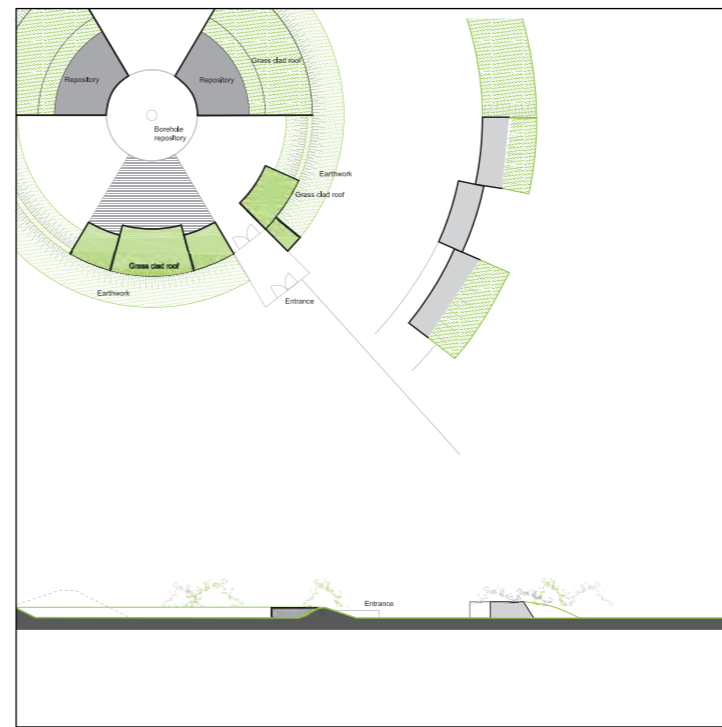 Grass clad roof
Repository
Repository
Borehole
repository
Earthwork
Grass clad roof
Grass clad roof
Earthwork
Entrance
Entrance